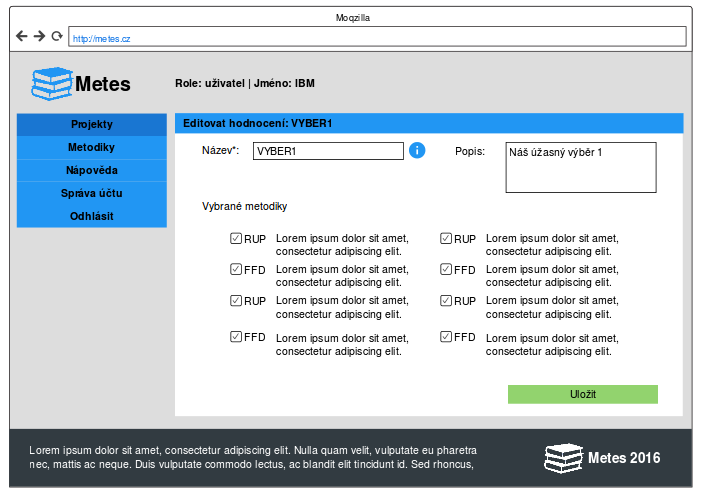 Moqzilla
http://metes.cz
Metes
Role: uživatel | Jméno: IBM
Projekty
Metodiky
Nápověda
Správa účtu
Odhlásit
Editovat hodnocení: VYBER1
Název*:
VYBER1
i
Popis:
Náš úžasný výběr 1
Vybrané metodiky
RUP
Lorem ipsum dolor sit amet,
consectetur adipiscing elit.
RUP
Lorem ipsum dolor sit amet,
consectetur adipiscing elit.
FFD
Lorem ipsum dolor sit amet,
consectetur adipiscing elit.
FFD
Lorem ipsum dolor sit amet,
consectetur adipiscing elit.
RUP
Lorem ipsum dolor sit amet,
consectetur adipiscing elit.
RUP
Lorem ipsum dolor sit amet,
consectetur adipiscing elit.
FFD
Lorem ipsum dolor sit amet,
consectetur adipiscing elit.
FFD
Lorem ipsum dolor sit amet,
consectetur adipiscing elit.
Uložit
Lorem ipsum dolor sit amet, consectetur adipiscing elit. Nulla quam velit, vulputate eu pharetra
nec, mattis ac neque. Duis vulputate commodo lectus, ac blandit elit tincidunt id. Sed rhoncus,
Metes 2016